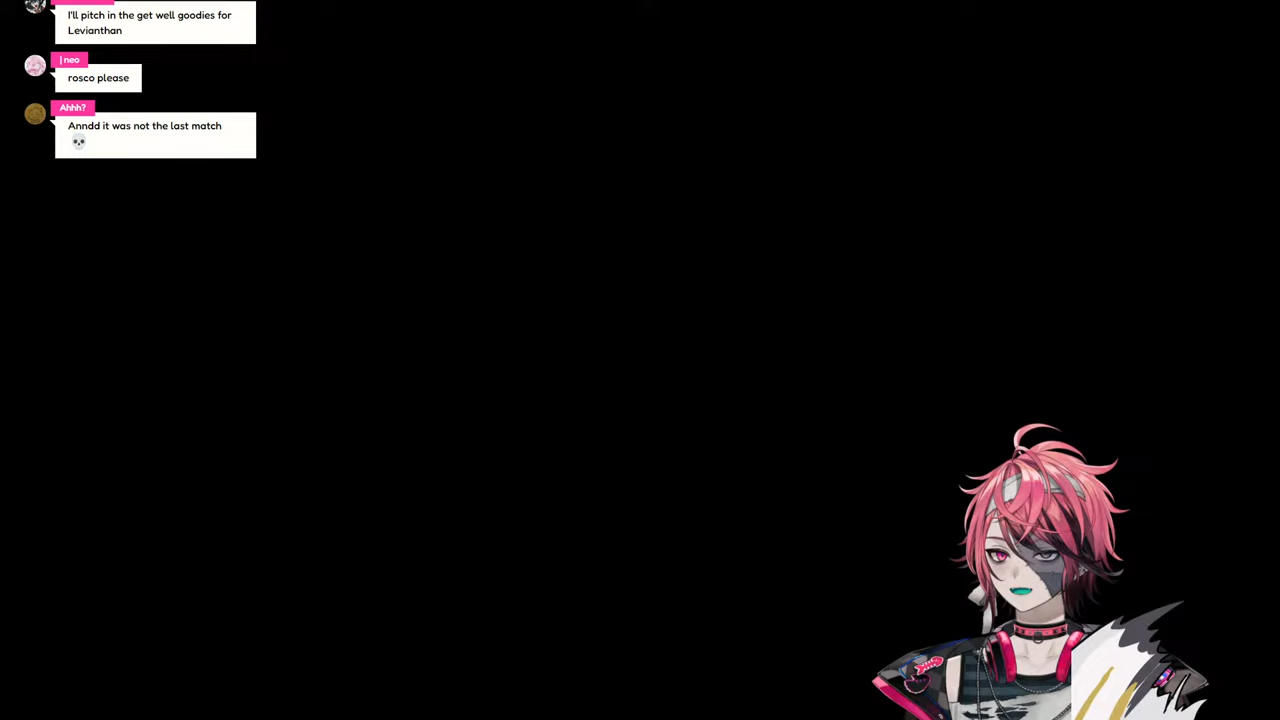 I'll pitch in the get well goodies for
Levianthan
| neo
rosco please
Ahhh?
Anndd it was not the last match
💀